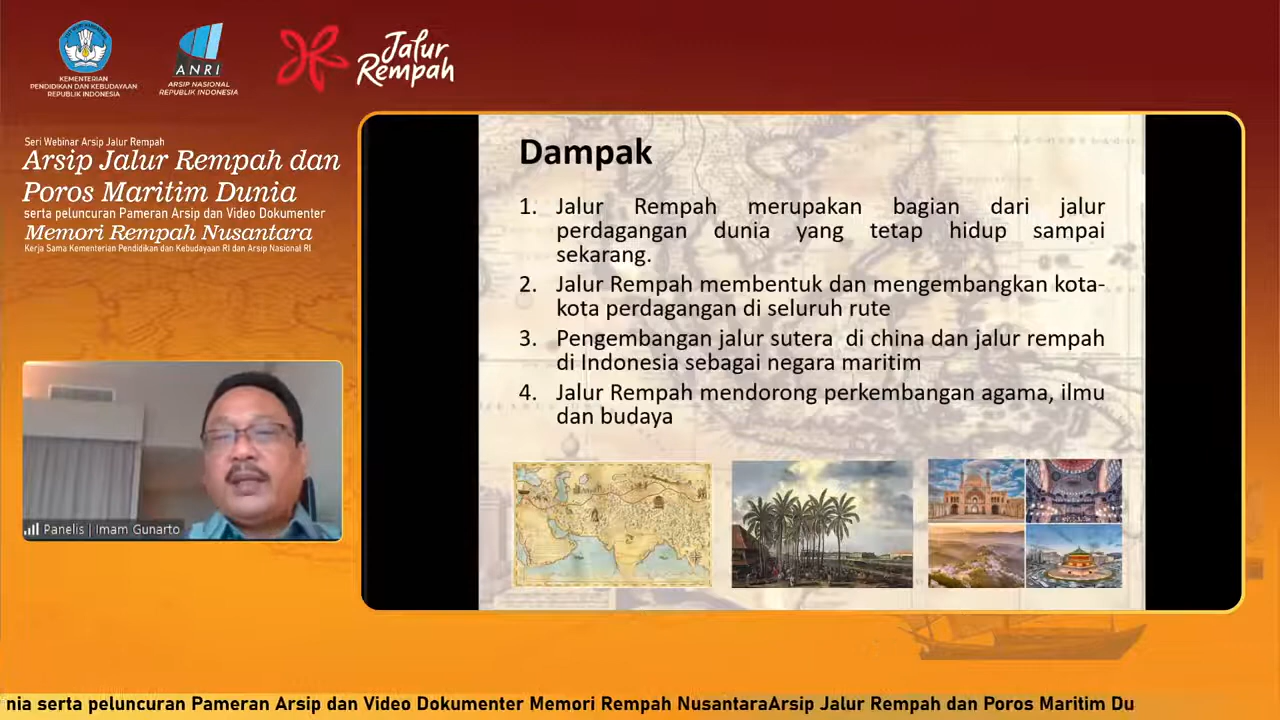 KEMENTERIAN
PENDIDIKAN DAN KEBUDAYAAN
REPUBLIK INDONESIA
ANRI
ARSIP NASIONAL
REPUBLIK INDONESIA
Jalur
Rempah
Seri Webinar Arsip Jalur Rempah
Arsip Jalur Rempah dan
Poros Maritim Dunia
serta peluncuran Pameran Arsip dan Video Dokumenter
Memori Rempah Nusantara
Kerja Sama Kementerian Pendidikan dan Kebudayaan RI dan Arsip Nasional RI
Dampak
1. Jalur Rempah merupakan bagian dari jalur
perdagangan dunia yang tetap hidup sampai
sekarang.
2. Jalur Rempah membentuk dan mengembangkan kota-
kota perdagangan di seluruh rute
3. Pengembangan jalur sutera di china dan jalur rempah
di Indonesia sebagai negara maritim
4. Jalur Rempah mendorong perkembangan agama, ilmu
dan budaya
Panelis | Imam Gunarto
nia serta peluncuran Pameran Arsip dan Video Dokumenter Memori Rempah NusantaraArsip Jalur Rempah dan Poros Maritim Du